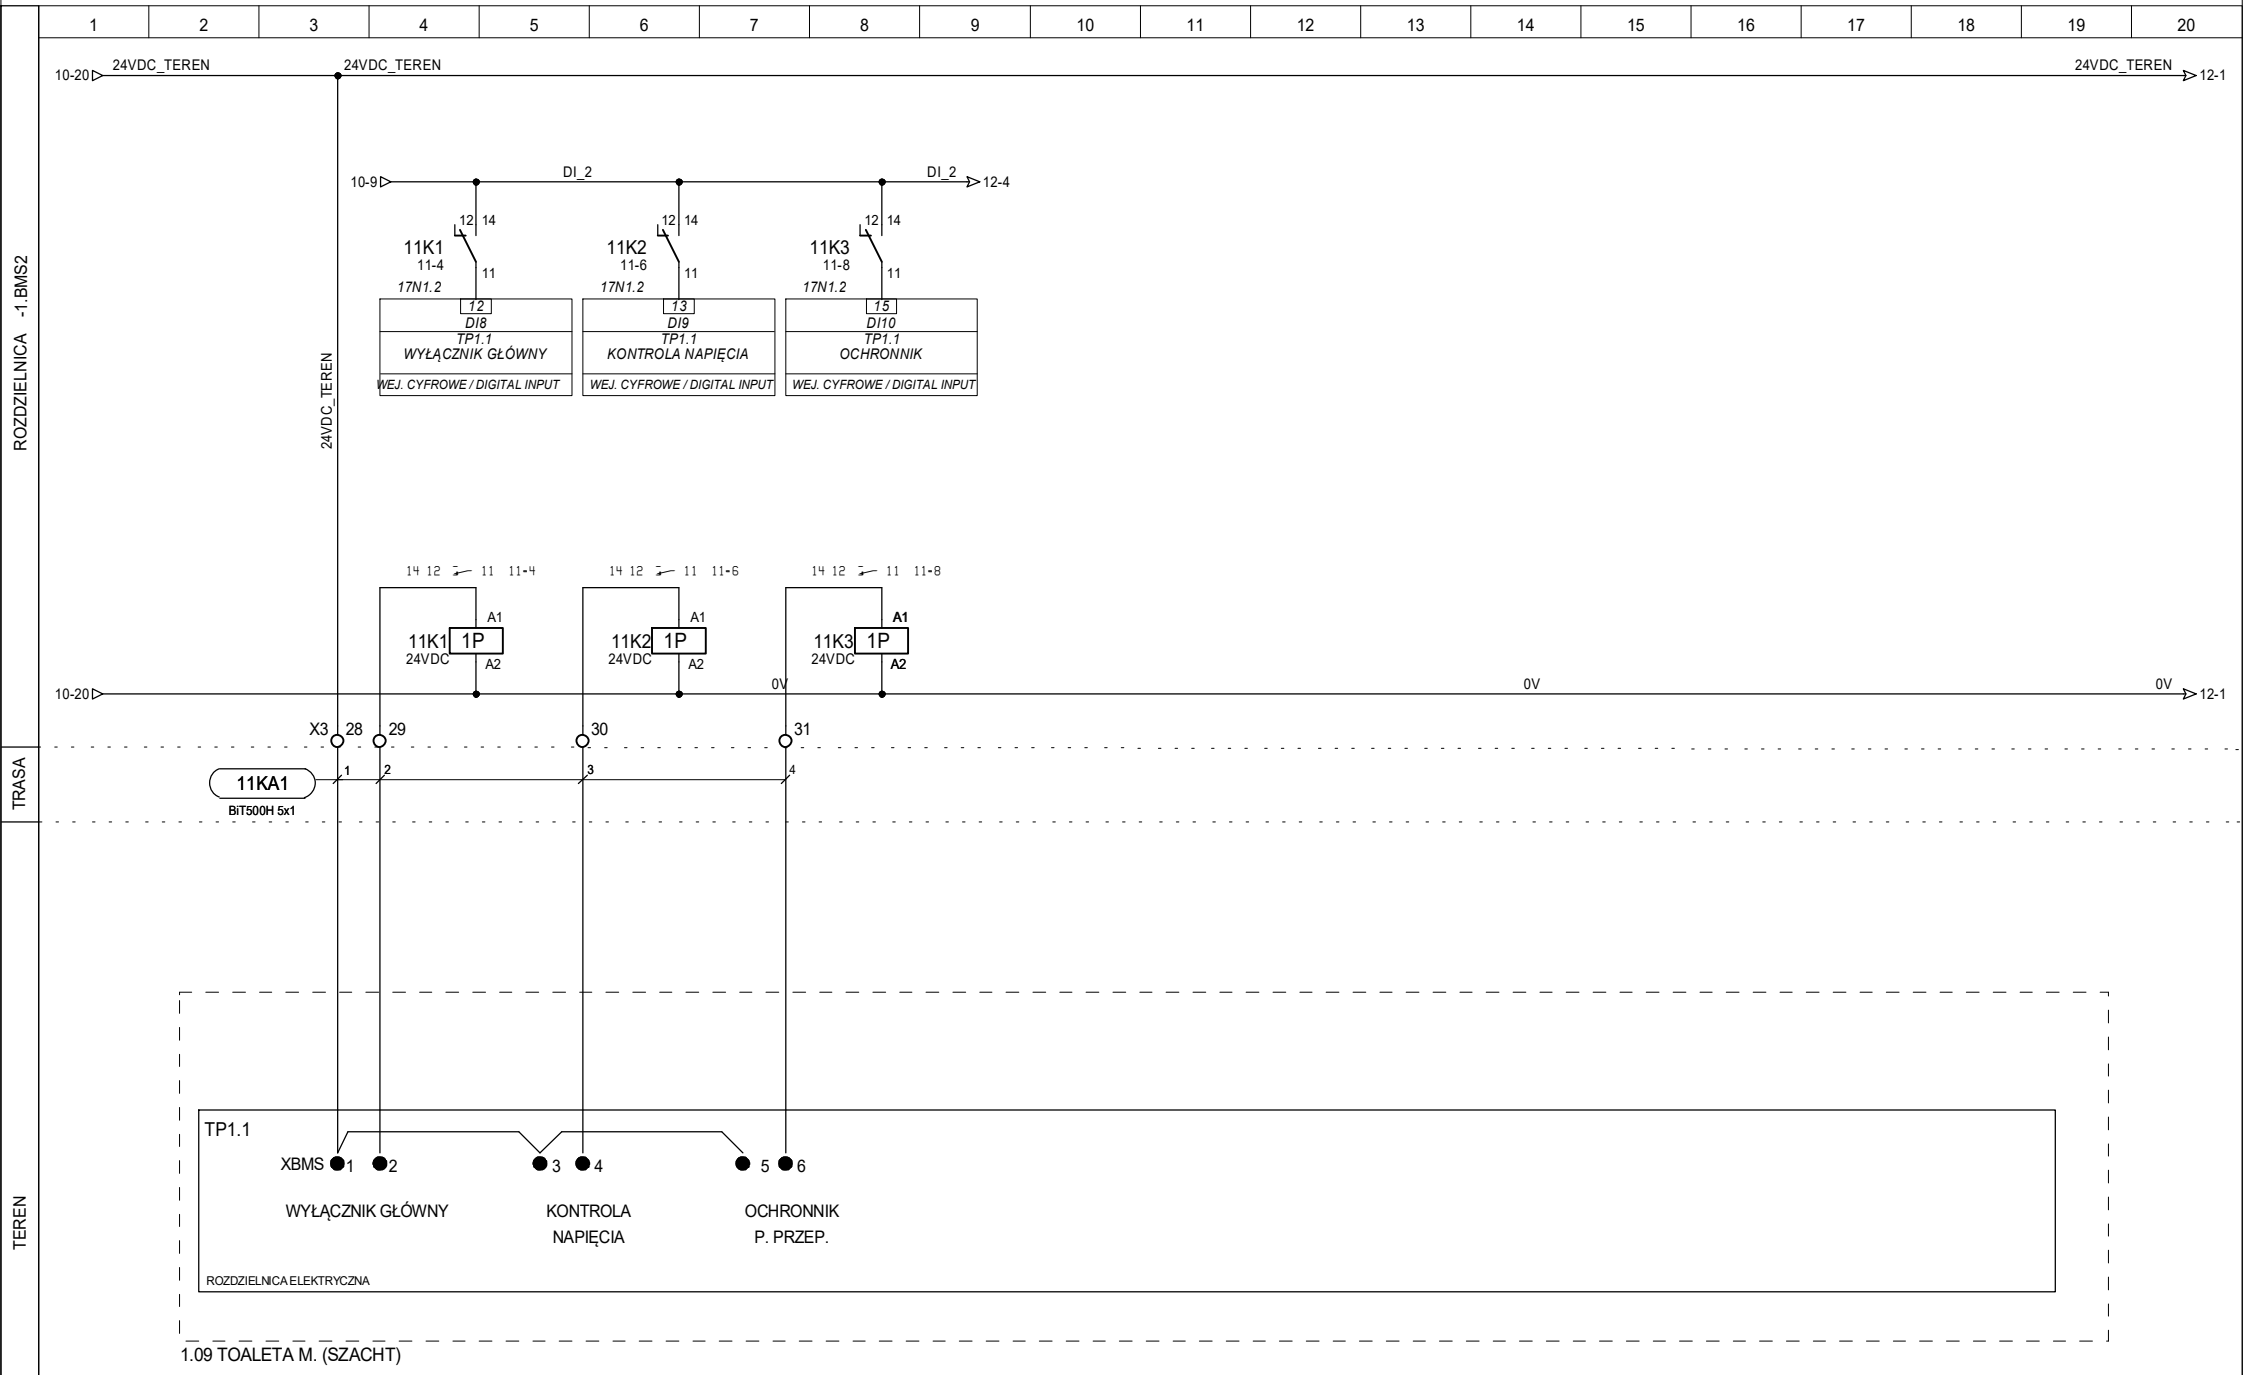 1 2 3 4 5 6 7 8 9 10 11 12 13 14 15 16 17 18 19 20
24VDC_TEREN 24VDC_TEREN 24VDC_TEREN
10-20 12-1
DI_2 DI_2
10-9 12-4
12 14 12 14 12 14
11K1 11K2 11K3
11-4 11-6 11-8
11 11 11
17N1.2 17N1.2 17N1.2
12 13 15
DI8 DI9 DI10
TP1.1 TP1.1 TP1.1
WYŁĄCZNIK GŁÓWNY KONTROLA NAPIĘCIA OCHRONNIK
WEJ. CYFROWE / DIGITAL INPUT WEJ. CYFROWE / DIGITAL INPUT WEJ. CYFROWE / DIGITAL INPUT
ROZDZIELNICA -1.BMS2
24VDC_TEREN
14 12 11 11-4 14 12 11 11-6 14 12 11 11-8
A1 A1 A1
11K1 1P 11K2 1P 11K3 1P
24VDC 24VDC 24VDC
A2 A2 A2
0V 0V 0V
10-20 12-1
X3 28 29 30 31
TRASA
1 2 3 4
11KA1
BiT500H 5x1
TEREN
TP1.1
XBMS 1 2 3 4 5 6
WYŁĄCZNIK GŁÓWNY KONTROLA OCHRONNIK
NAPIĘCIA P. PRZEP.
ROZDZIELNICA ELEKTRYCZNA
1.09 TOALETA M. (SZACHT)